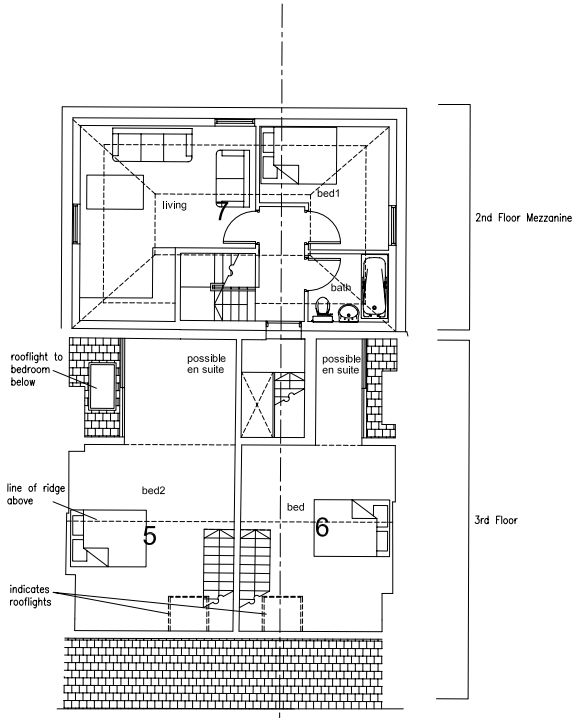 living
7
bed1
bath
2nd Floor Mezzanine
rooflight to
bedroom
below
possible
en suite
possible
en suite
line of ridge
above
bed2
5
bed
6
3rd Floor
indicates
rooflights